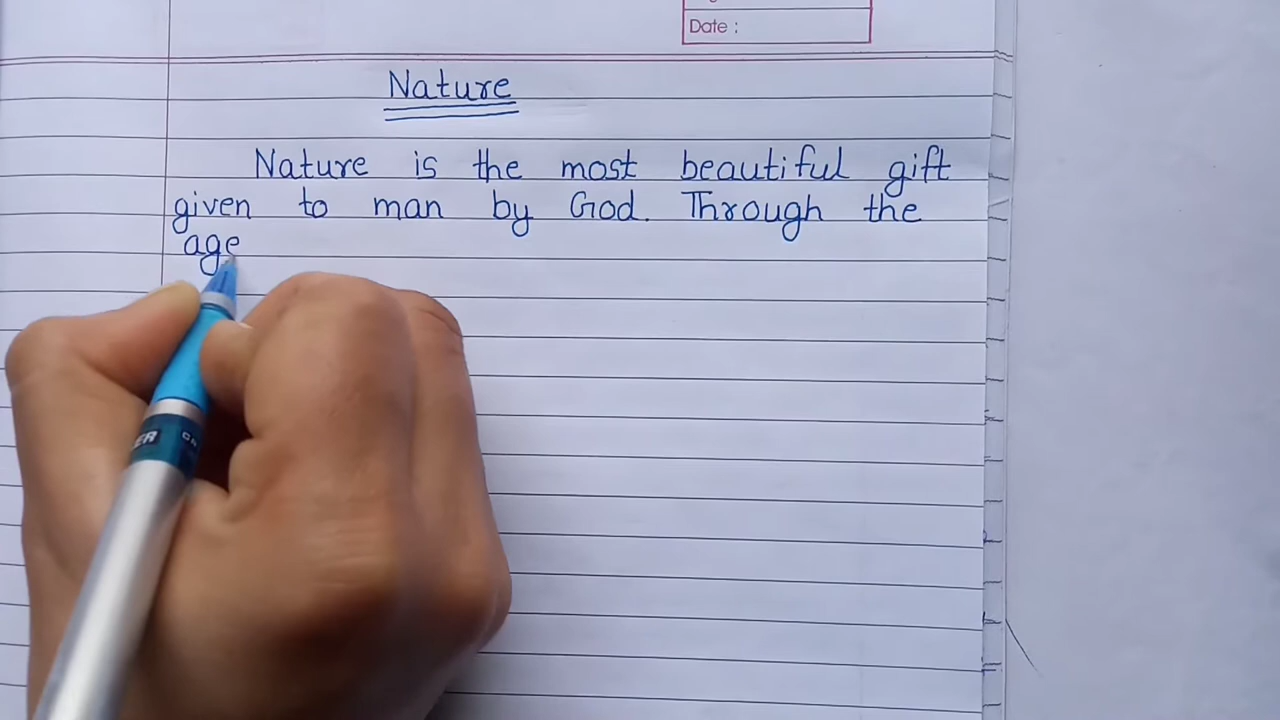 Date :
Nature
Nature is the most beautiful gift
given to man by God. Through the
age